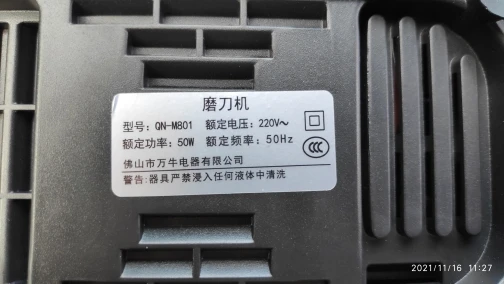 磨刀机
型号: QN-M801 额定电压: 220V～
额定功率: 50W 额定频率: 50Hz
佛山市万牛电器有限公司
警告:器具严禁浸入任何液体中清洗
2021/11/16 11:27